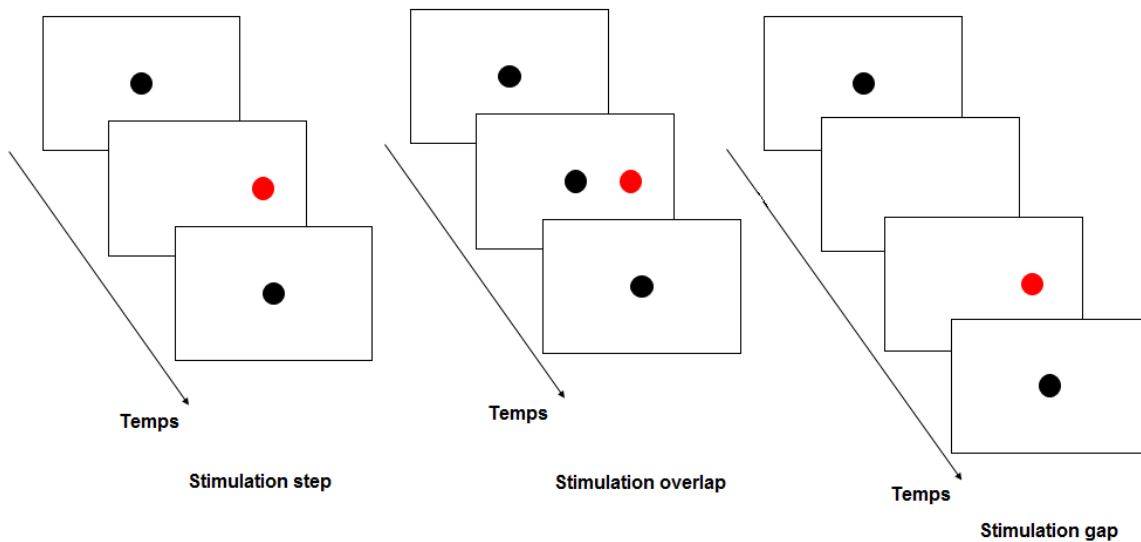 Temps
Stimulation step
Temps
Stimulation overlap
Temps
Stimulation gap